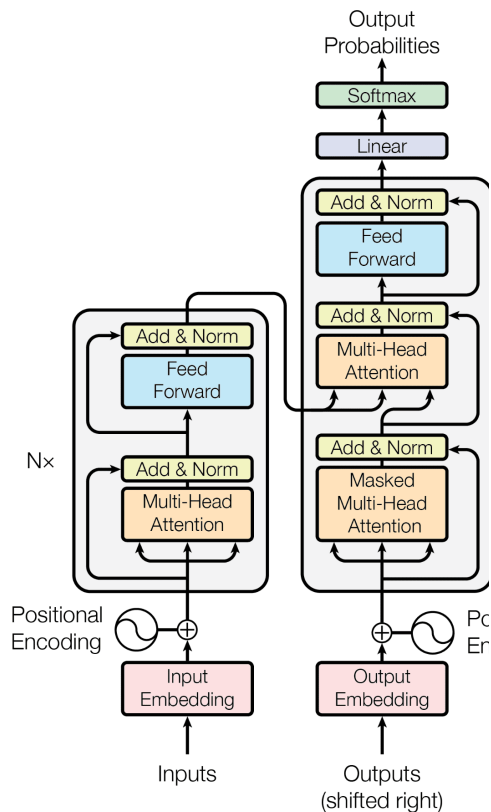 Output
Probabilities
Softmax
Linear
Add & Norm
Feed
Forward
Add & Norm
Multi-Head
Attention
Add & Norm
Masked
Multi-Head
Attention
Add & Norm
Feed
Forward
N×
Add & Norm
Multi-Head
Attention
Positional
Encoding
Po
En
Input
Embedding
Output
Embedding
Inputs
Outputs
(shifted right)